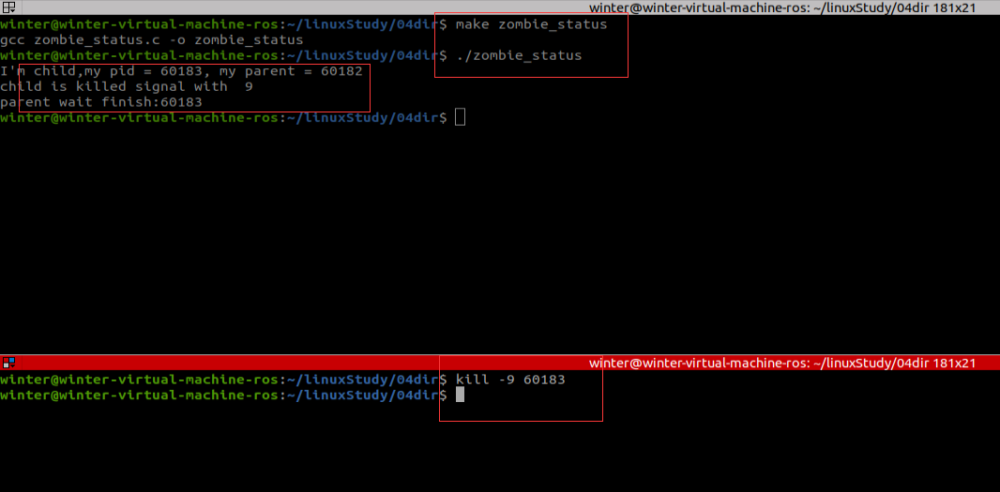 winter@winter-virtual-machine-ros: ~/linuxStudy/04dir 181x21
winter@winter-virtual-machine-ros:~/linuxStudy/04dir$ make zombie_status
gcc zombie_status.c -o zombie_status
winter@winter-virtual-machine-ros:~/linuxStudy/04dir$ ./zombie_status
I'm child,my pid = 60183, my parent = 60182
child is killed signal with  9
parent wait finish:60183
winter@winter-virtual-machine-ros:~/linuxStudy/04dir$
winter@winter-virtual-machine-ros: ~/linuxStudy/04dir 181x21
winter@winter-virtual-machine-ros:~/linuxStudy/04dir$ kill -9 60183
winter@winter-virtual-machine-ros:~/linuxStudy/04dir$